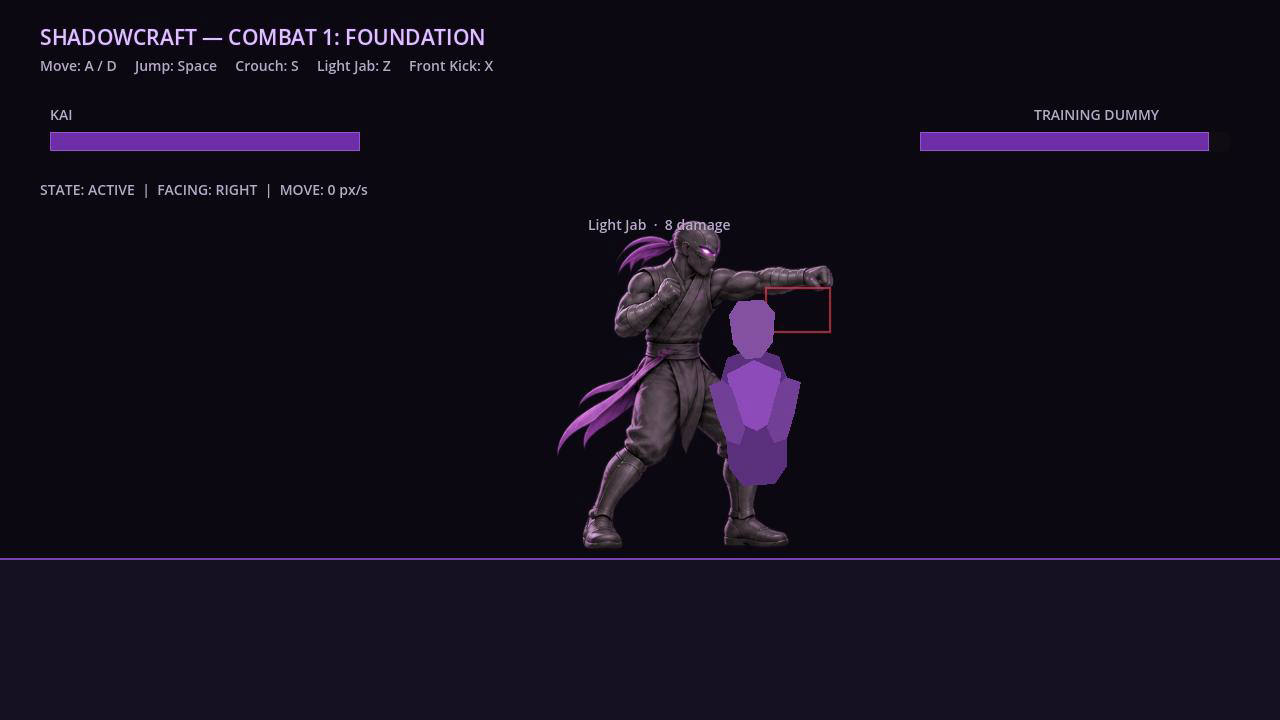 SHADOWCRAFT — COMBAT 1: FOUNDATION
Move: A / D     Jump: Space     Crouch: S     Light Jab: Z     Front Kick: X
KAI
TRAINING DUMMY
STATE: ACTIVE  |  FACING: RIGHT  |  MOVE: 0 px/s
Light Jab  ·  8 damage